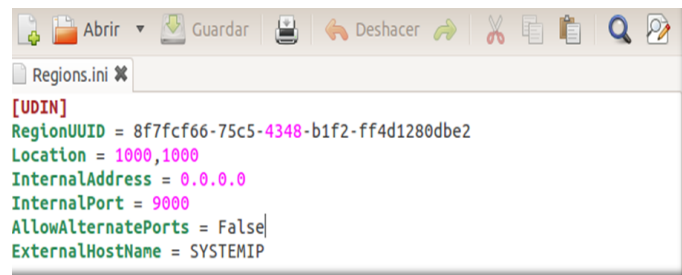 Abrir Guardar Deshacer
Regions.ini
[UDIN]
RegionUUID = 8f7fcf66-75c5-4348-b1f2-ff4d1280dbe2
Location = 1000,1000
InternalAddress = 0.0.0.0
InternalPort = 9000
AllowAlternatePorts = False
ExternalHostName = SYSTEMIP